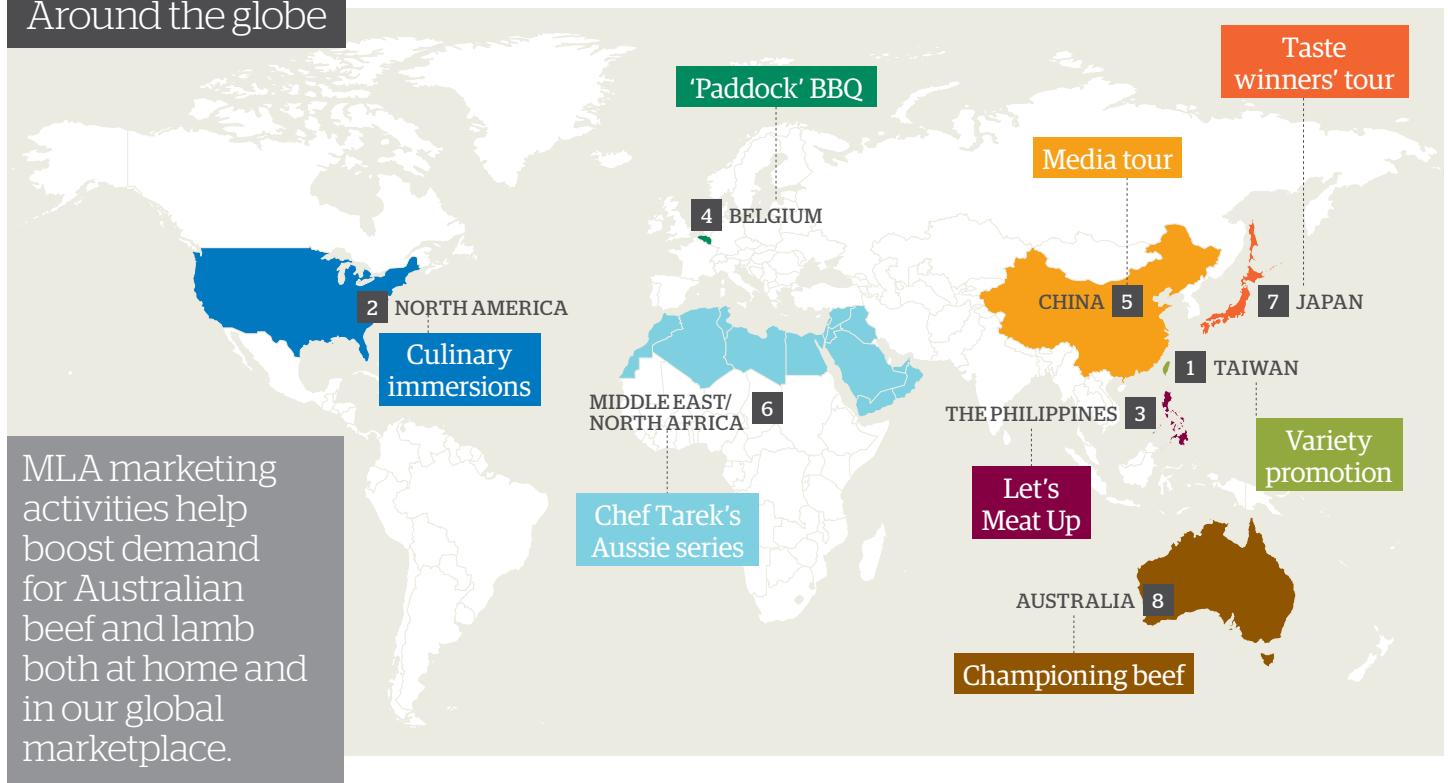 Around the globe
‘Paddock’ BBQ
Taste
winners’ tour
Media tour
4 BELGIUM
2 NORTH AMERICA
Culinary
immersions
CHINA 5
7 JAPAN
1 TAIWAN
MIDDLE EAST/
NORTH AFRICA 6
THE PHILIPPINES 3
Variety
promotion
Let’s
Meat Up
Chef Tarek’s
Aussie series
AUSTRALIA 8
Championing beef
MLA marketing
activities help
boost demand
for Australian
beef and lamb
both at home and
in our global
marketplace.